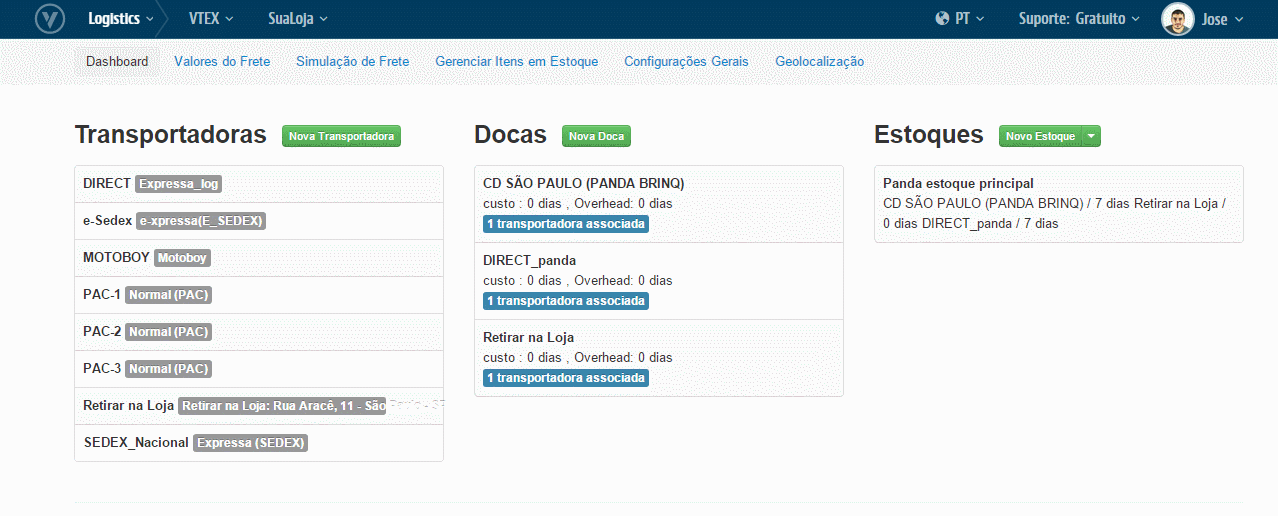 Logistics VTEX SuaLoja PT Suporte: Gratuito Jose
Dashboard Valores do Frete Simulação de Frete Gerenciar Itens em Estoque Configurações Gerais Geolocalização
Transportadoras Nova Transportadora
DIRECT Expressa_log
e-Sedex e-xpressa(E_SEDEX)
MOTOBOY Motoboy
PAC-1 Normal (PAC)
PAC-2 Normal (PAC)
PAC-3 Normal (PAC)
Retirar na Loja Retirar na Loja: Rua Aracê, 11 - São
SEDEX_Nacional Expressa (SEDEX)
Docas Nova Doca
CD SÃO PAULO (PANDA BRINQ)
custo : 0 dias , Overhead: 0 dias
1 transportadora associada
DIRECT_panda
custo : 0 dias , Overhead: 0 dias
1 transportadora associada
Retirar na Loja
custo : 0 dias , Overhead: 0 dias
1 transportadora associada
Estoques Novo Estoque
Panda estoque principal
CD SÃO PAULO (PANDA BRINQ) / 7 dias Retirar na Loja /
0 dias DIRECT_panda / 7 dias